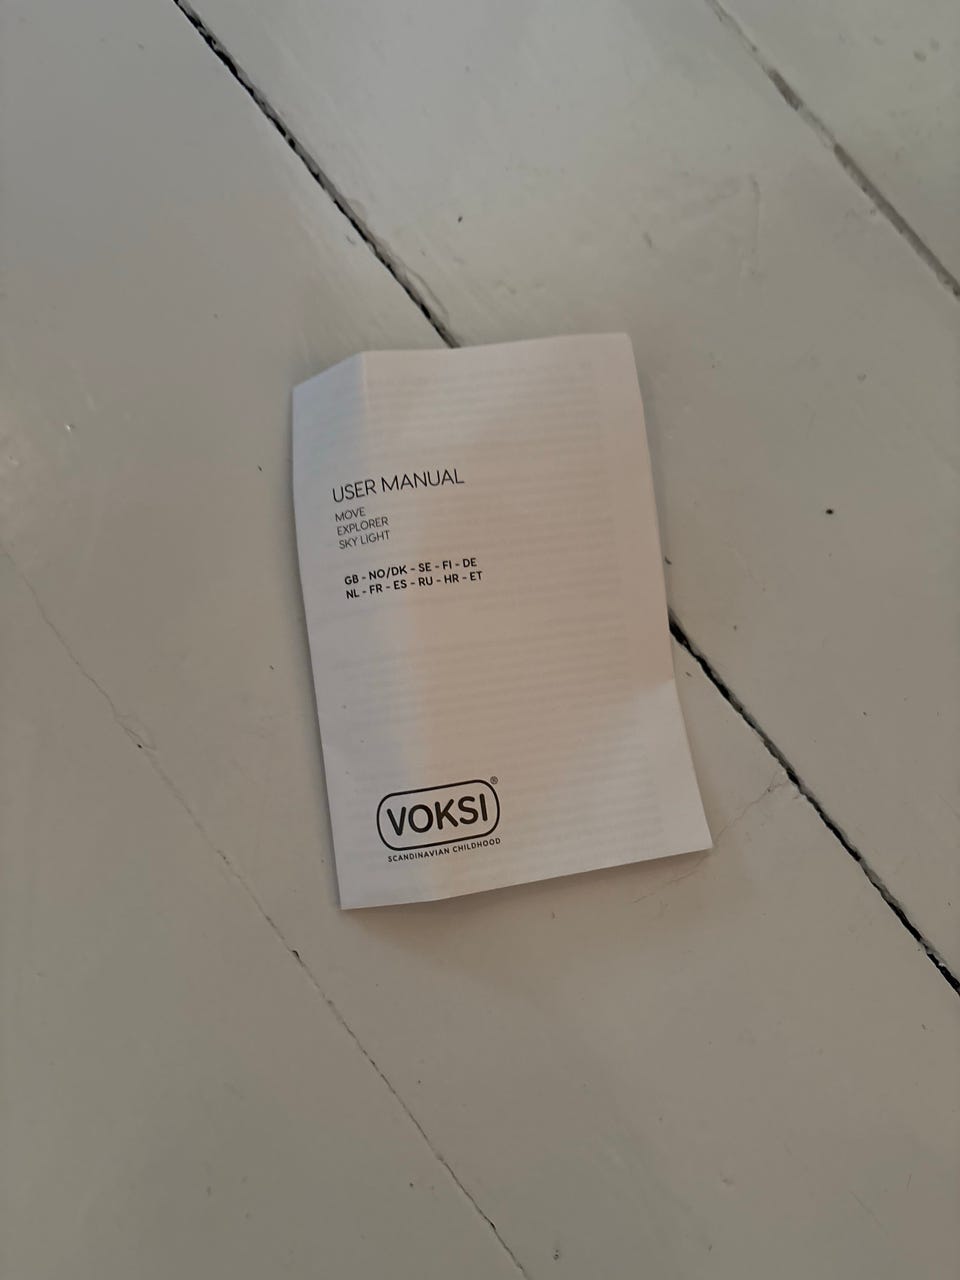 USER MANUAL
MOVE
EXPLORER
SKY LIGHT
GB - NO/DK - SE - FI - DE
NL - FR - ES - RU - HR - ET
VOKSI®
SCANDINAVIAN CHILDHOOD